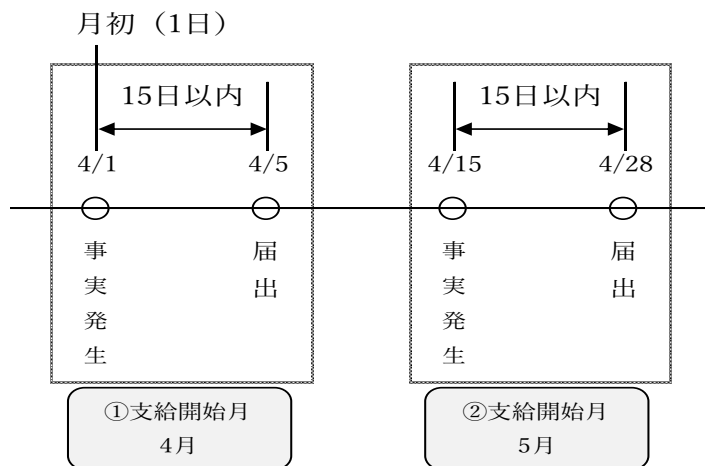 月初（1日）
15日以内
15日以内
4/1
4/5
4/15
4/28
事実発生
届出
事実発生
届出
①支給開始月
4月
②支給開始月
5月